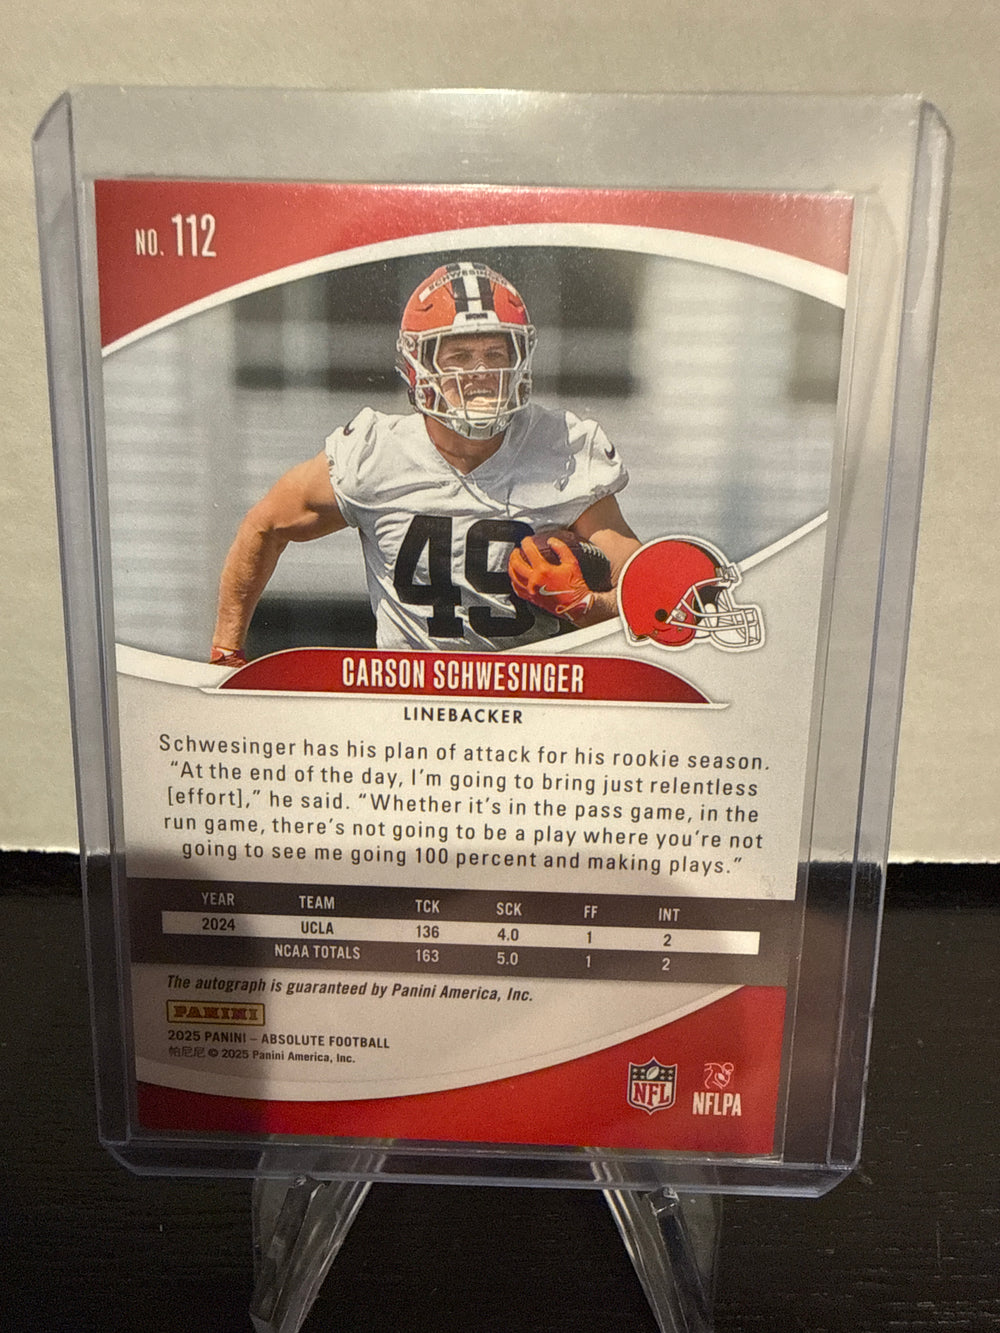 NO. 112
SCHWESINGER
49
CARSON SCHWESINGER
LINEBACKER
Schwesinger has his plan of attack for his rookie season.
“At the end of the day, I’m going to bring just relentless
[effort],” he said. “Whether it’s in the pass game, in the
run game, there’s not going to be a play where you’re not
going to see me going 100 percent and making plays.”
YEAR TEAM TCK SCK FF INT
2024 UCLA 136 4.0 1 2
NCAA TOTALS 163 5.0 1 2
The autograph is guaranteed by Panini America, Inc.
PANINI
2025 PANINI – ABSOLUTE FOOTBALL
帕尼尼 © 2025 Panini America, Inc.
NFL
NFLPA